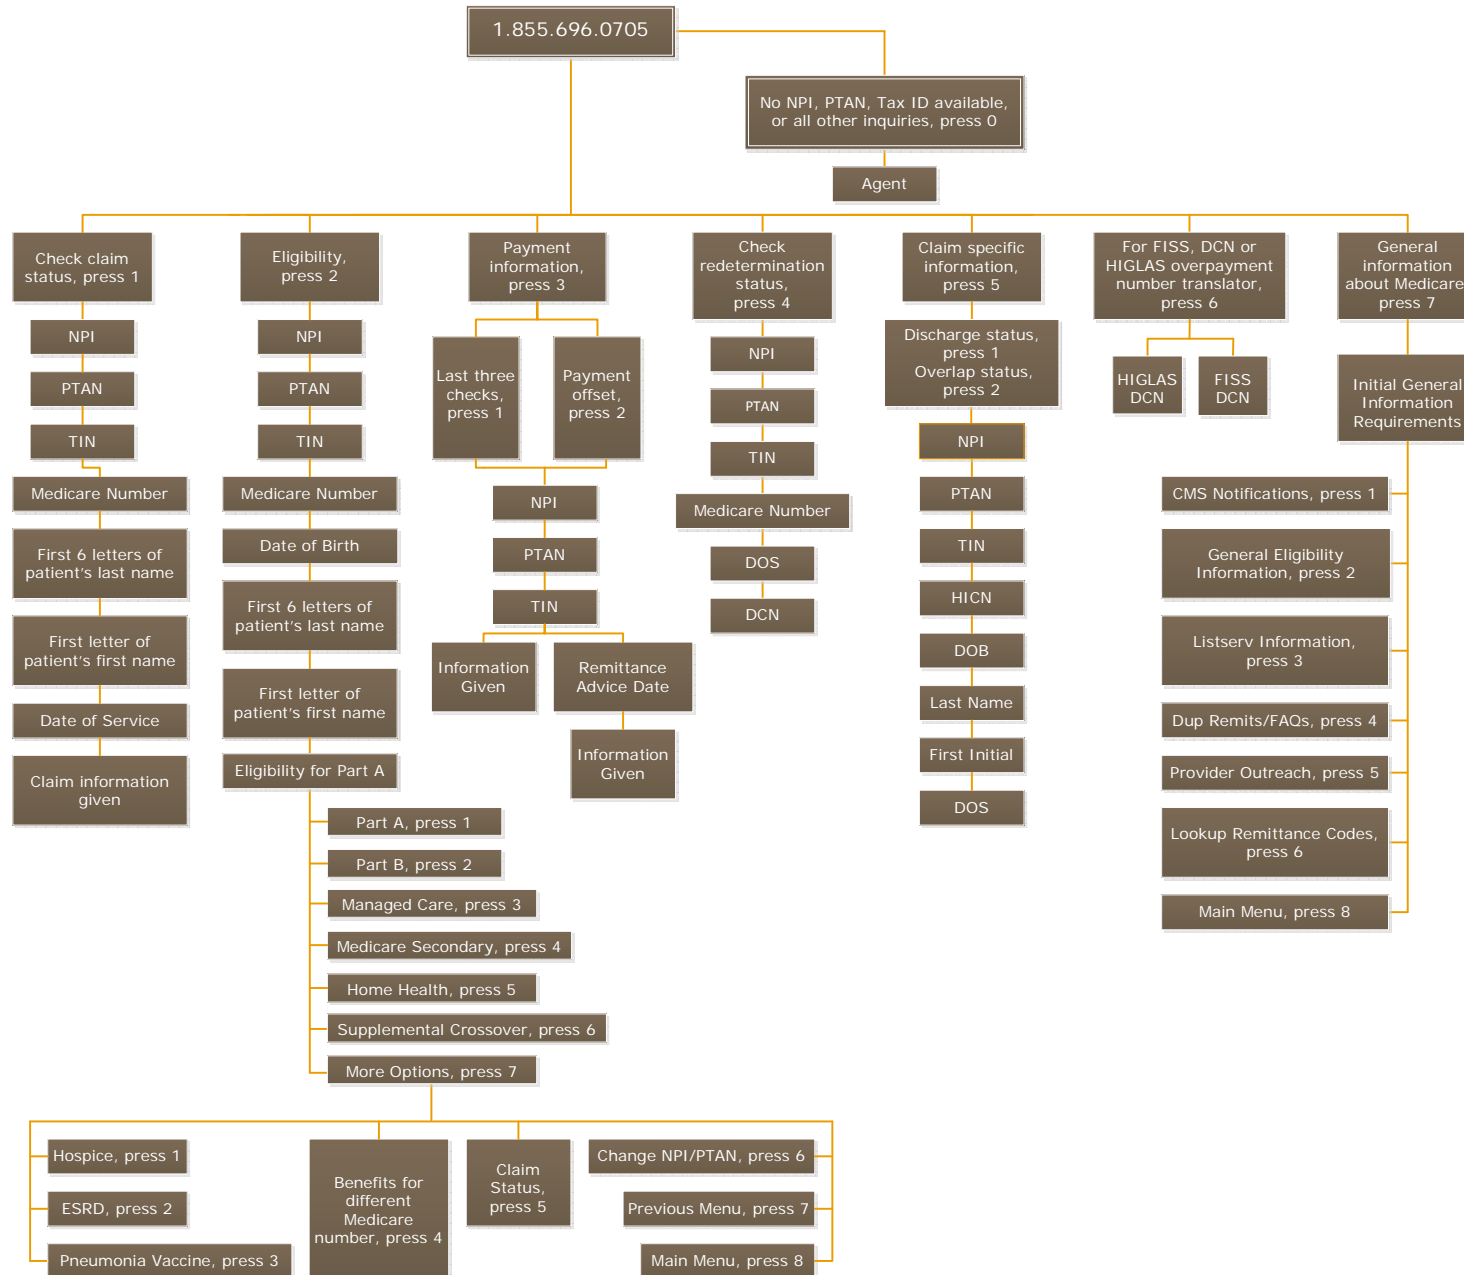 1.855.696.0705
No NPI, PTAN, Tax ID available,
or all other inquiries, press 0
Agent
Check claim
status, press 1
NPI
PTAN
TIN
Medicare Number
First 6 letters of
patient's last name
First letter of
patient's first name
Date of Service
Claim information
given
Eligibility,
press 2
NPI
PTAN
TIN
Medicare Number
Date of Birth
First 6 letters of
patient's last name
First letter of
patient's first name
Eligibility for Part A
Part A, press 1
Part B, press 2
Managed Care, press 3
Medicare Secondary, press 4
Home Health, press 5
Supplemental Crossover, press 6
More Options, press 7
Hospice, press 1
ESRD, press 2
Pneumonia Vaccine, press 3
Benefits for
different
Medicare
number, press 4
Claim
Status,
press 5
Change NPI/PTAN, press 6
Previous Menu, press 7
Main Menu, press 8
Payment
information,
press 3
Last three
checks,
press 1
Payment
offset,
press 2
NPI
PTAN
TIN
Information
Given
Remittance
Advice Date
Information
Given
Check
redetermination
status,
press 4
NPI
PTAN
TIN
Medicare Number
DOS
DCN
Claim specific
information,
press 5
Discharge status,
press 1
Overlap status,
press 2
NPI
PTAN
TIN
HICN
DOB
Last Name
First Initial
DOS
For FISS, DCN or
HIGLAS overpayment
number translator,
press 6
HIGLAS
DCN
FISS
DCN
General
information
about Medicare,
press 7
Initial General
Information
Requirements
CMS Notifications, press 1
General Eligibility
Information, press 2
Listserv Information,
press 3
Dup Remits/FAQs, press 4
Provider Outreach, press 5
Lookup Remittance Codes,
press 6
Main Menu, press 8